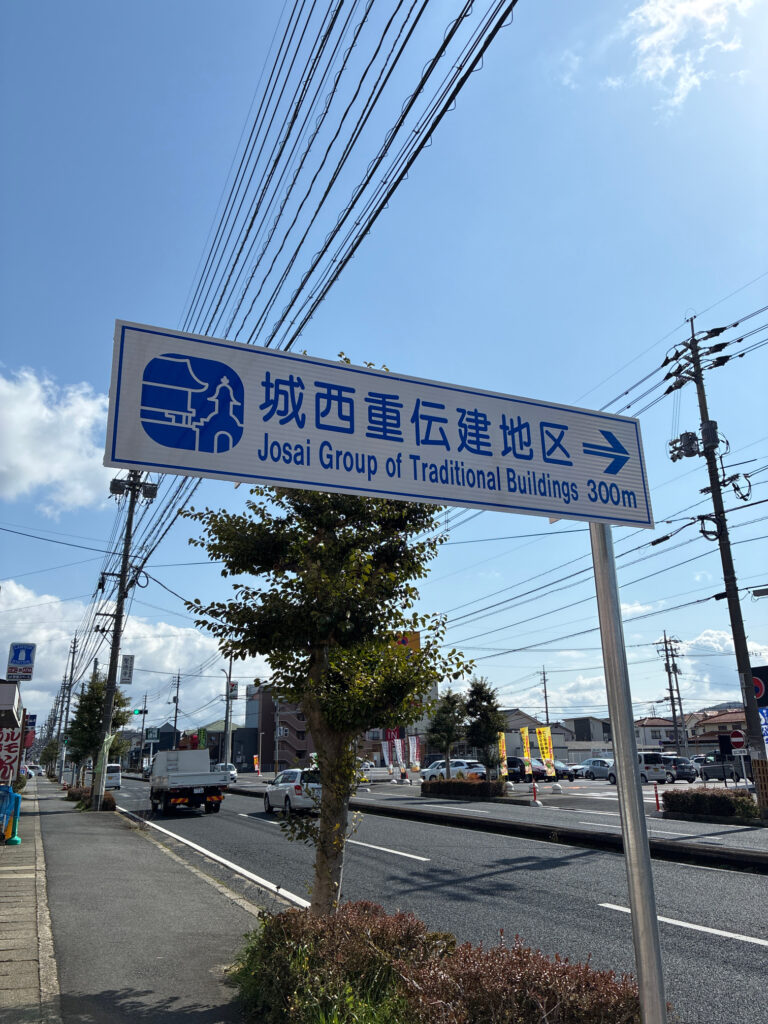 城西重伝建地区
Josai Group of Traditional Buildings 300m